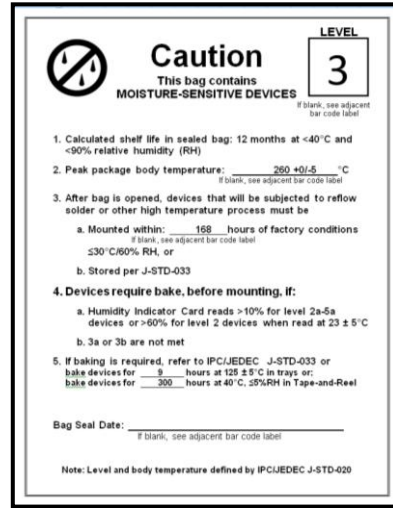 LEVEL
3
Caution
This bag contains
MOISTURE-SENSITIVE DEVICES
If blank, see adjacent
bar code label
1. Calculated shelf life in sealed bag: 12 months at <40°C and
<90% relative humidity (RH)
2. Peak package body temperature: 260 +0/-5 °C
If blank, see adjacent bar code label
3. After bag is opened, devices that will be subjected to reflow
solder or other high temperature process must be
a. Mounted within: 168 hours of factory conditions
If blank, see adjacent bar code label
≤30°C/60% RH, or
b. Stored per J-STD-033
4. Devices require bake, before mounting, if:
a. Humidity Indicator Card reads >10% for level 2a-5a
devices or >60% for level 2 devices when read at 23 ± 5°C
b. 3a or 3b are not met
5. If baking is required, refer to IPC/JEDEC J-STD-033 or
bake devices for 9 hours at 125 ±5°C in trays or;
bake devices for 300 hours at 40°C, ≤5%RH in Tape-and-Reel
Bag Seal Date:
If blank, see adjacent bar code label
Note: Level and body temperature defined by IPC/JEDEC J-STD-020